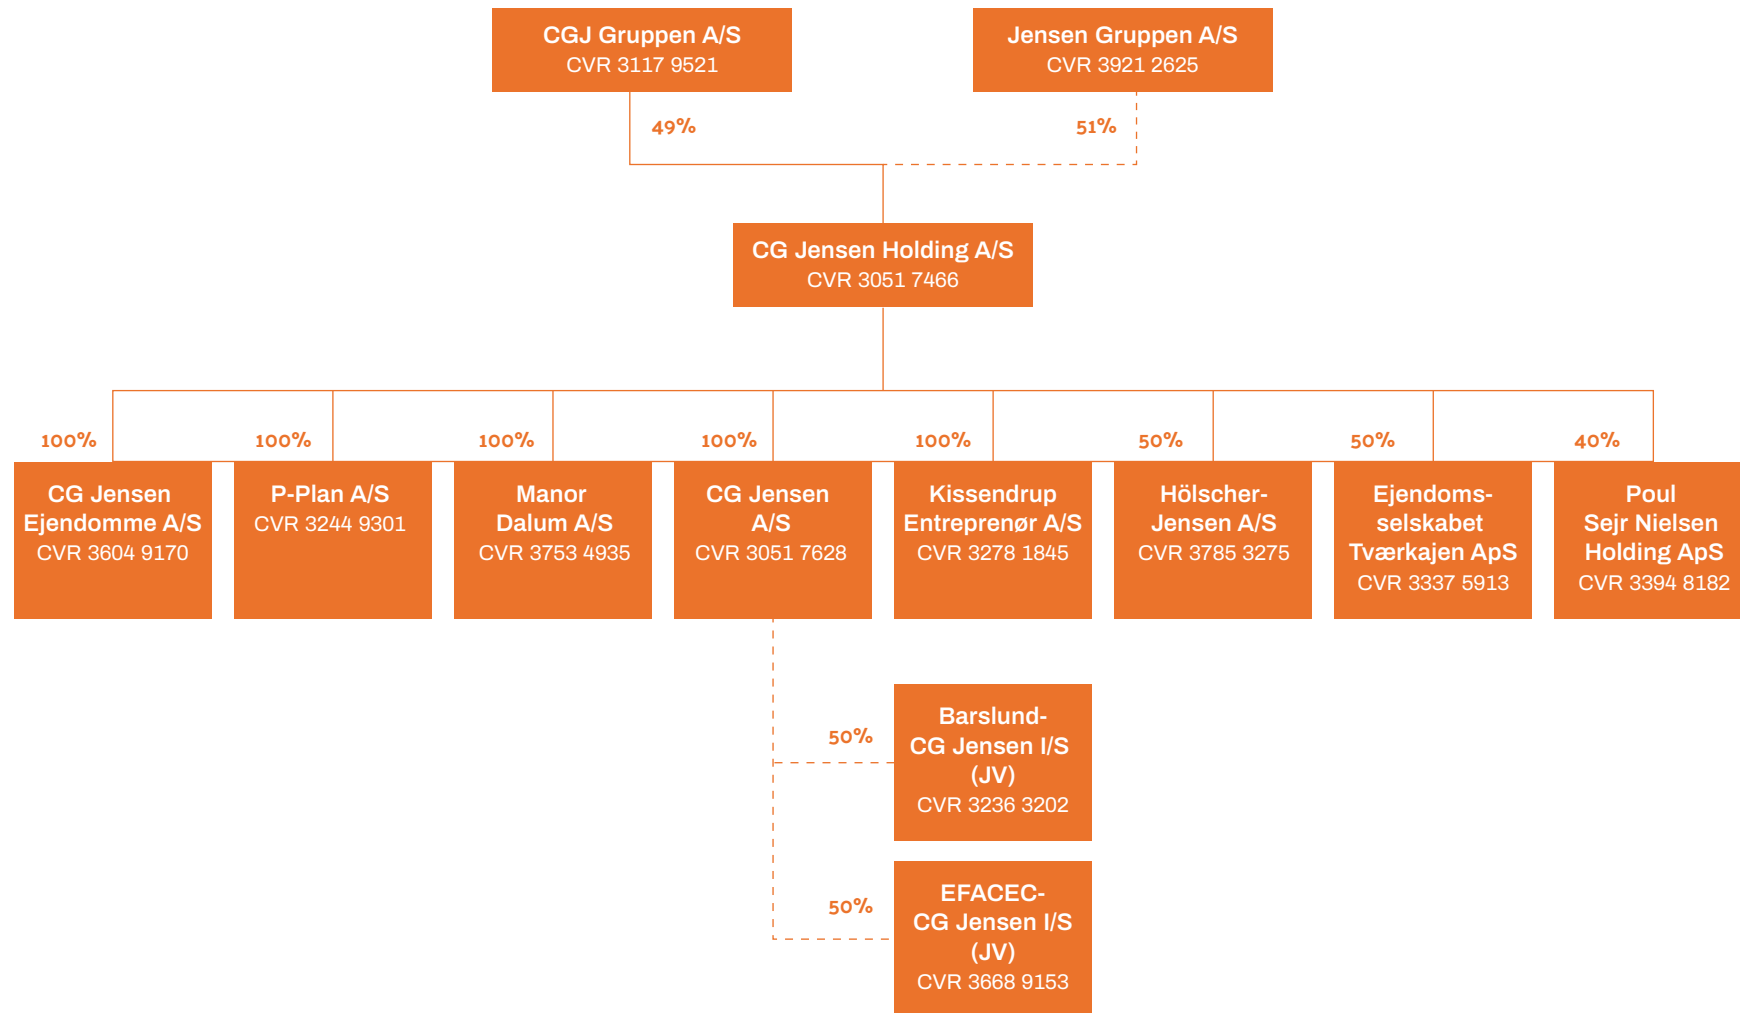 CGJ Gruppen A/S
CVR 3117 9521
Jensen Gruppen A/S
CVR 3921 2625
49%
51%
CG Jensen Holding A/S
CVR 3051 7466
100%
100%
100%
100%
100%
50%
50%
40%
CG Jensen
Ejendomme A/S
CVR 3604 9170
P-Plan A/S
CVR 3244 9301
Manor
Dalum A/S
CVR 3753 4935
CG Jensen
A/S
CVR 3051 7628
Kissendrup
Entreprenør A/S
CVR 3278 1845
Hölscher-
Jensen A/S
CVR 3785 3275
Ejendoms-
selskabet
Tværkajen ApS
CVR 3337 5913
Poul
Sejr Nielsen
Holding ApS
CVR 3394 8182
50%
Barslund-
CG Jensen I/S
(JV)
CVR 3236 3202
50%
EFACEC-
CG Jensen I/S
(JV)
CVR 3668 9153